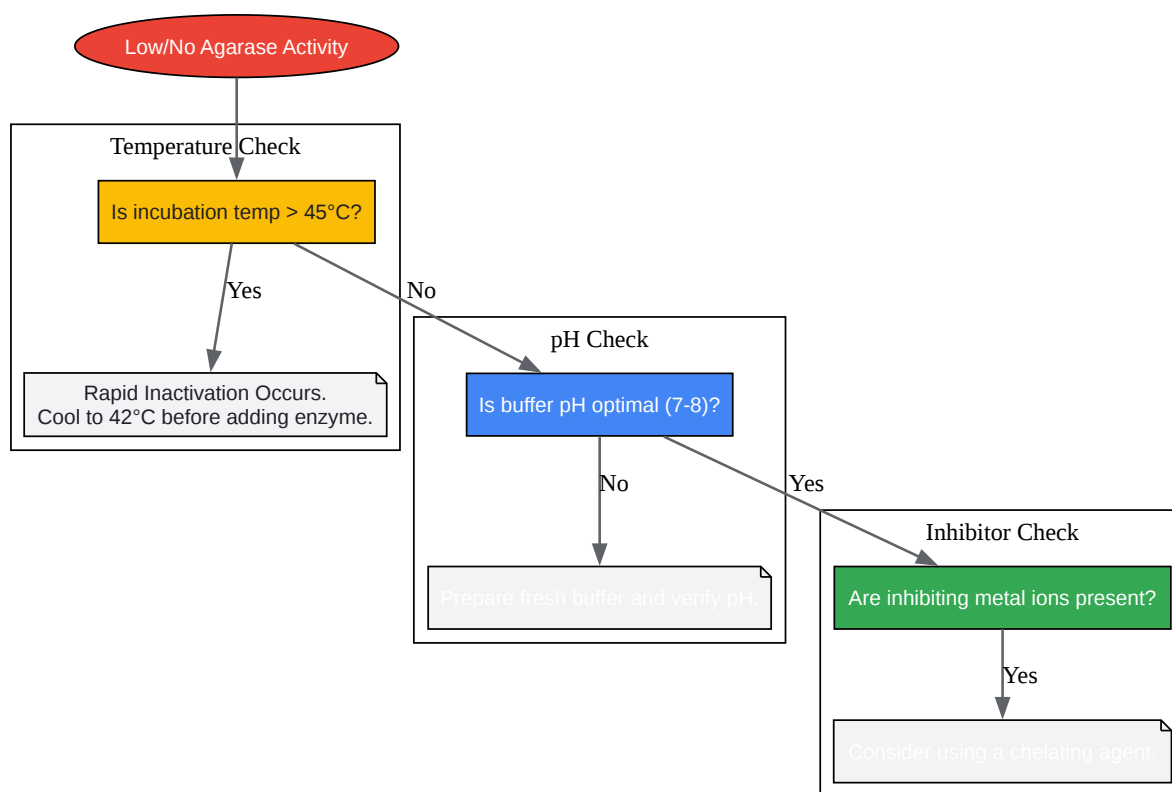 Low/No Agarase Activity
Temperature Check
Is incubation temp > 45°C?
Yes
No
Rapid Inactivation Occurs.
Cool to 42°C before adding enzyme.
pH Check
Is buffer pH optimal (7-8)?
No
Yes
Prepare fresh buffer and verify pH.
Inhibitor Check
Are inhibiting metal ions present?
Yes
Consider using a chelating agent.